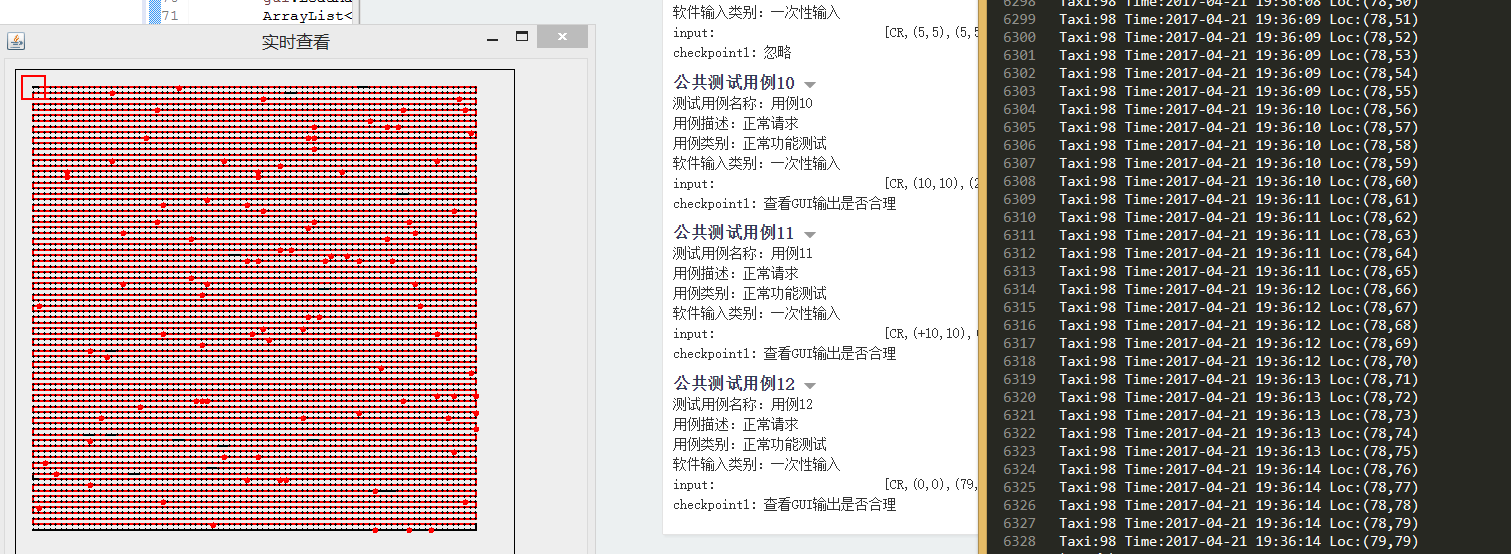 71
ArrayList<
实时查看
软件输入类别：一次性输入
input: [CR,(5,5),(5,5
checkpoint1：忽略
公共测试用例10
测试用例名称：用例10
用例描述：正常请求
用例类别：正常功能测试
软件输入类别：一次性输入
input: [CR,(10,10),(2
checkpoint1：查看GUI输出是否合理
公共测试用例11
测试用例名称：用例11
用例描述：正常请求
用例类别：正常功能测试
软件输入类别：一次性输入
input: [CR,(+10,10),
checkpoint1：查看GUI输出是否合理
公共测试用例12
测试用例名称：用例12
用例描述：正常请求
用例类别：正常功能测试
软件输入类别：一次性输入
input: [CR,(0,0),(79,
checkpoint1：查看GUI输出是否合理
6298 Taxi:98 Time:2017-04-21 19:36:08 Loc:(78,50)
6299 Taxi:98 Time:2017-04-21 19:36:09 Loc:(78,51)
6300 Taxi:98 Time:2017-04-21 19:36:09 Loc:(78,52)
6301 Taxi:98 Time:2017-04-21 19:36:09 Loc:(78,53)
6302 Taxi:98 Time:2017-04-21 19:36:09 Loc:(78,54)
6303 Taxi:98 Time:2017-04-21 19:36:09 Loc:(78,55)
6304 Taxi:98 Time:2017-04-21 19:36:10 Loc:(78,56)
6305 Taxi:98 Time:2017-04-21 19:36:10 Loc:(78,57)
6306 Taxi:98 Time:2017-04-21 19:36:10 Loc:(78,58)
6307 Taxi:98 Time:2017-04-21 19:36:10 Loc:(78,59)
6308 Taxi:98 Time:2017-04-21 19:36:10 Loc:(78,60)
6309 Taxi:98 Time:2017-04-21 19:36:11 Loc:(78,61)
6310 Taxi:98 Time:2017-04-21 19:36:11 Loc:(78,62)
6311 Taxi:98 Time:2017-04-21 19:36:11 Loc:(78,63)
6312 Taxi:98 Time:2017-04-21 19:36:11 Loc:(78,64)
6313 Taxi:98 Time:2017-04-21 19:36:11 Loc:(78,65)
6314 Taxi:98 Time:2017-04-21 19:36:12 Loc:(78,66)
6315 Taxi:98 Time:2017-04-21 19:36:12 Loc:(78,67)
6316 Taxi:98 Time:2017-04-21 19:36:12 Loc:(78,68)
6317 Taxi:98 Time:2017-04-21 19:36:12 Loc:(78,69)
6318 Taxi:98 Time:2017-04-21 19:36:12 Loc:(78,70)
6319 Taxi:98 Time:2017-04-21 19:36:13 Loc:(78,71)
6320 Taxi:98 Time:2017-04-21 19:36:13 Loc:(78,72)
6321 Taxi:98 Time:2017-04-21 19:36:13 Loc:(78,73)
6322 Taxi:98 Time:2017-04-21 19:36:13 Loc:(78,74)
6323 Taxi:98 Time:2017-04-21 19:36:13 Loc:(78,75)
6324 Taxi:98 Time:2017-04-21 19:36:14 Loc:(78,76)
6325 Taxi:98 Time:2017-04-21 19:36:14 Loc:(78,77)
6326 Taxi:98 Time:2017-04-21 19:36:14 Loc:(78,78)
6327 Taxi:98 Time:2017-04-21 19:36:14 Loc:(78,79)
6328 Taxi:98 Time:2017-04-21 19:36:14 Loc:(79,79)